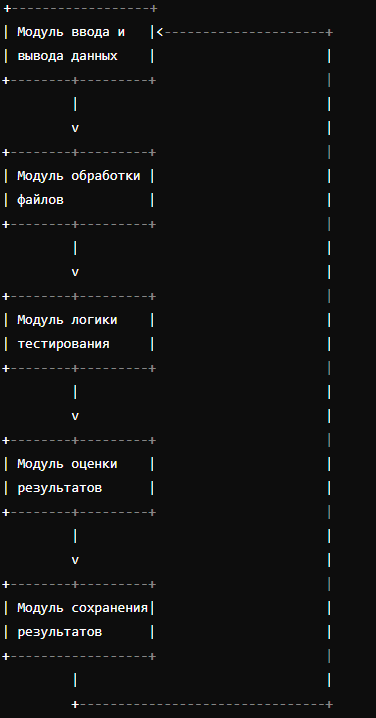 Модуль ввода и
вывода данных
v
Модуль обработки
файлов
v
Модуль логики
тестирования
v
Модуль оценки
результатов
v
Модуль сохранения
результатов